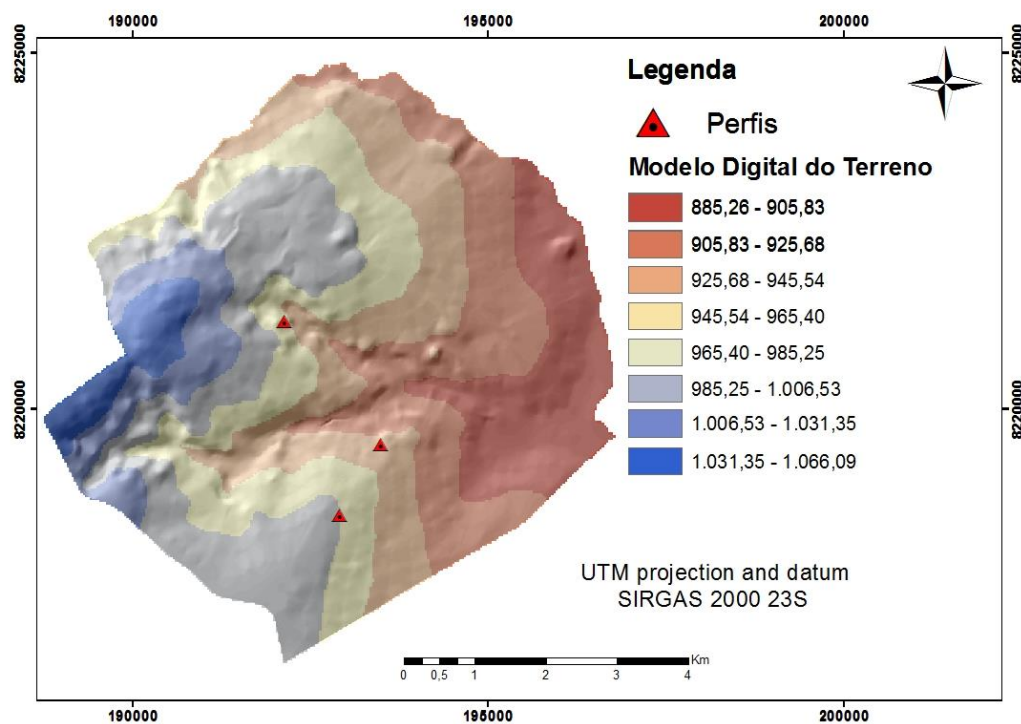 190000 195000 200000
8225000 8225000
Legenda
Perfis
Modelo Digital do Terreno
885,26 - 905,83
905,83 - 925,68
925,68 - 945,54
945,54 - 965,40
965,40 - 985,25
985,25 - 1.006,53
1.006,53 - 1.031,35
1.031,35 - 1.066,09
8220000 8220000
UTM projection and datum
SIRGAS 2000 23S
Km
0 0,5 1 2 3 4
190000 195000 200000